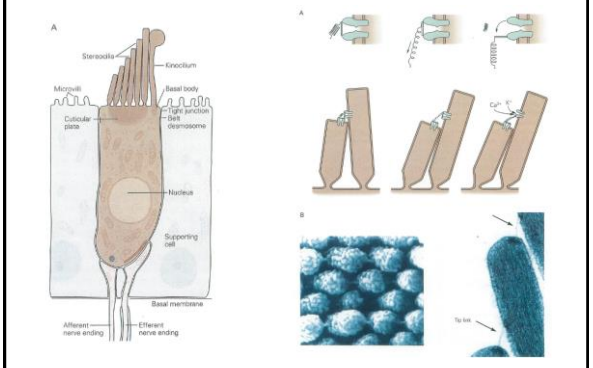 A
Stereocilia
Kinocilium
Microvilli
Basal body
Tight junction
Belt
desmosome
Cuticular
plate
Nucleus
Supporting
cell
Basal membrane
Afferent
nerve ending
Efferent
nerve ending
A
Ca²⁺ K⁺
B
Tip link